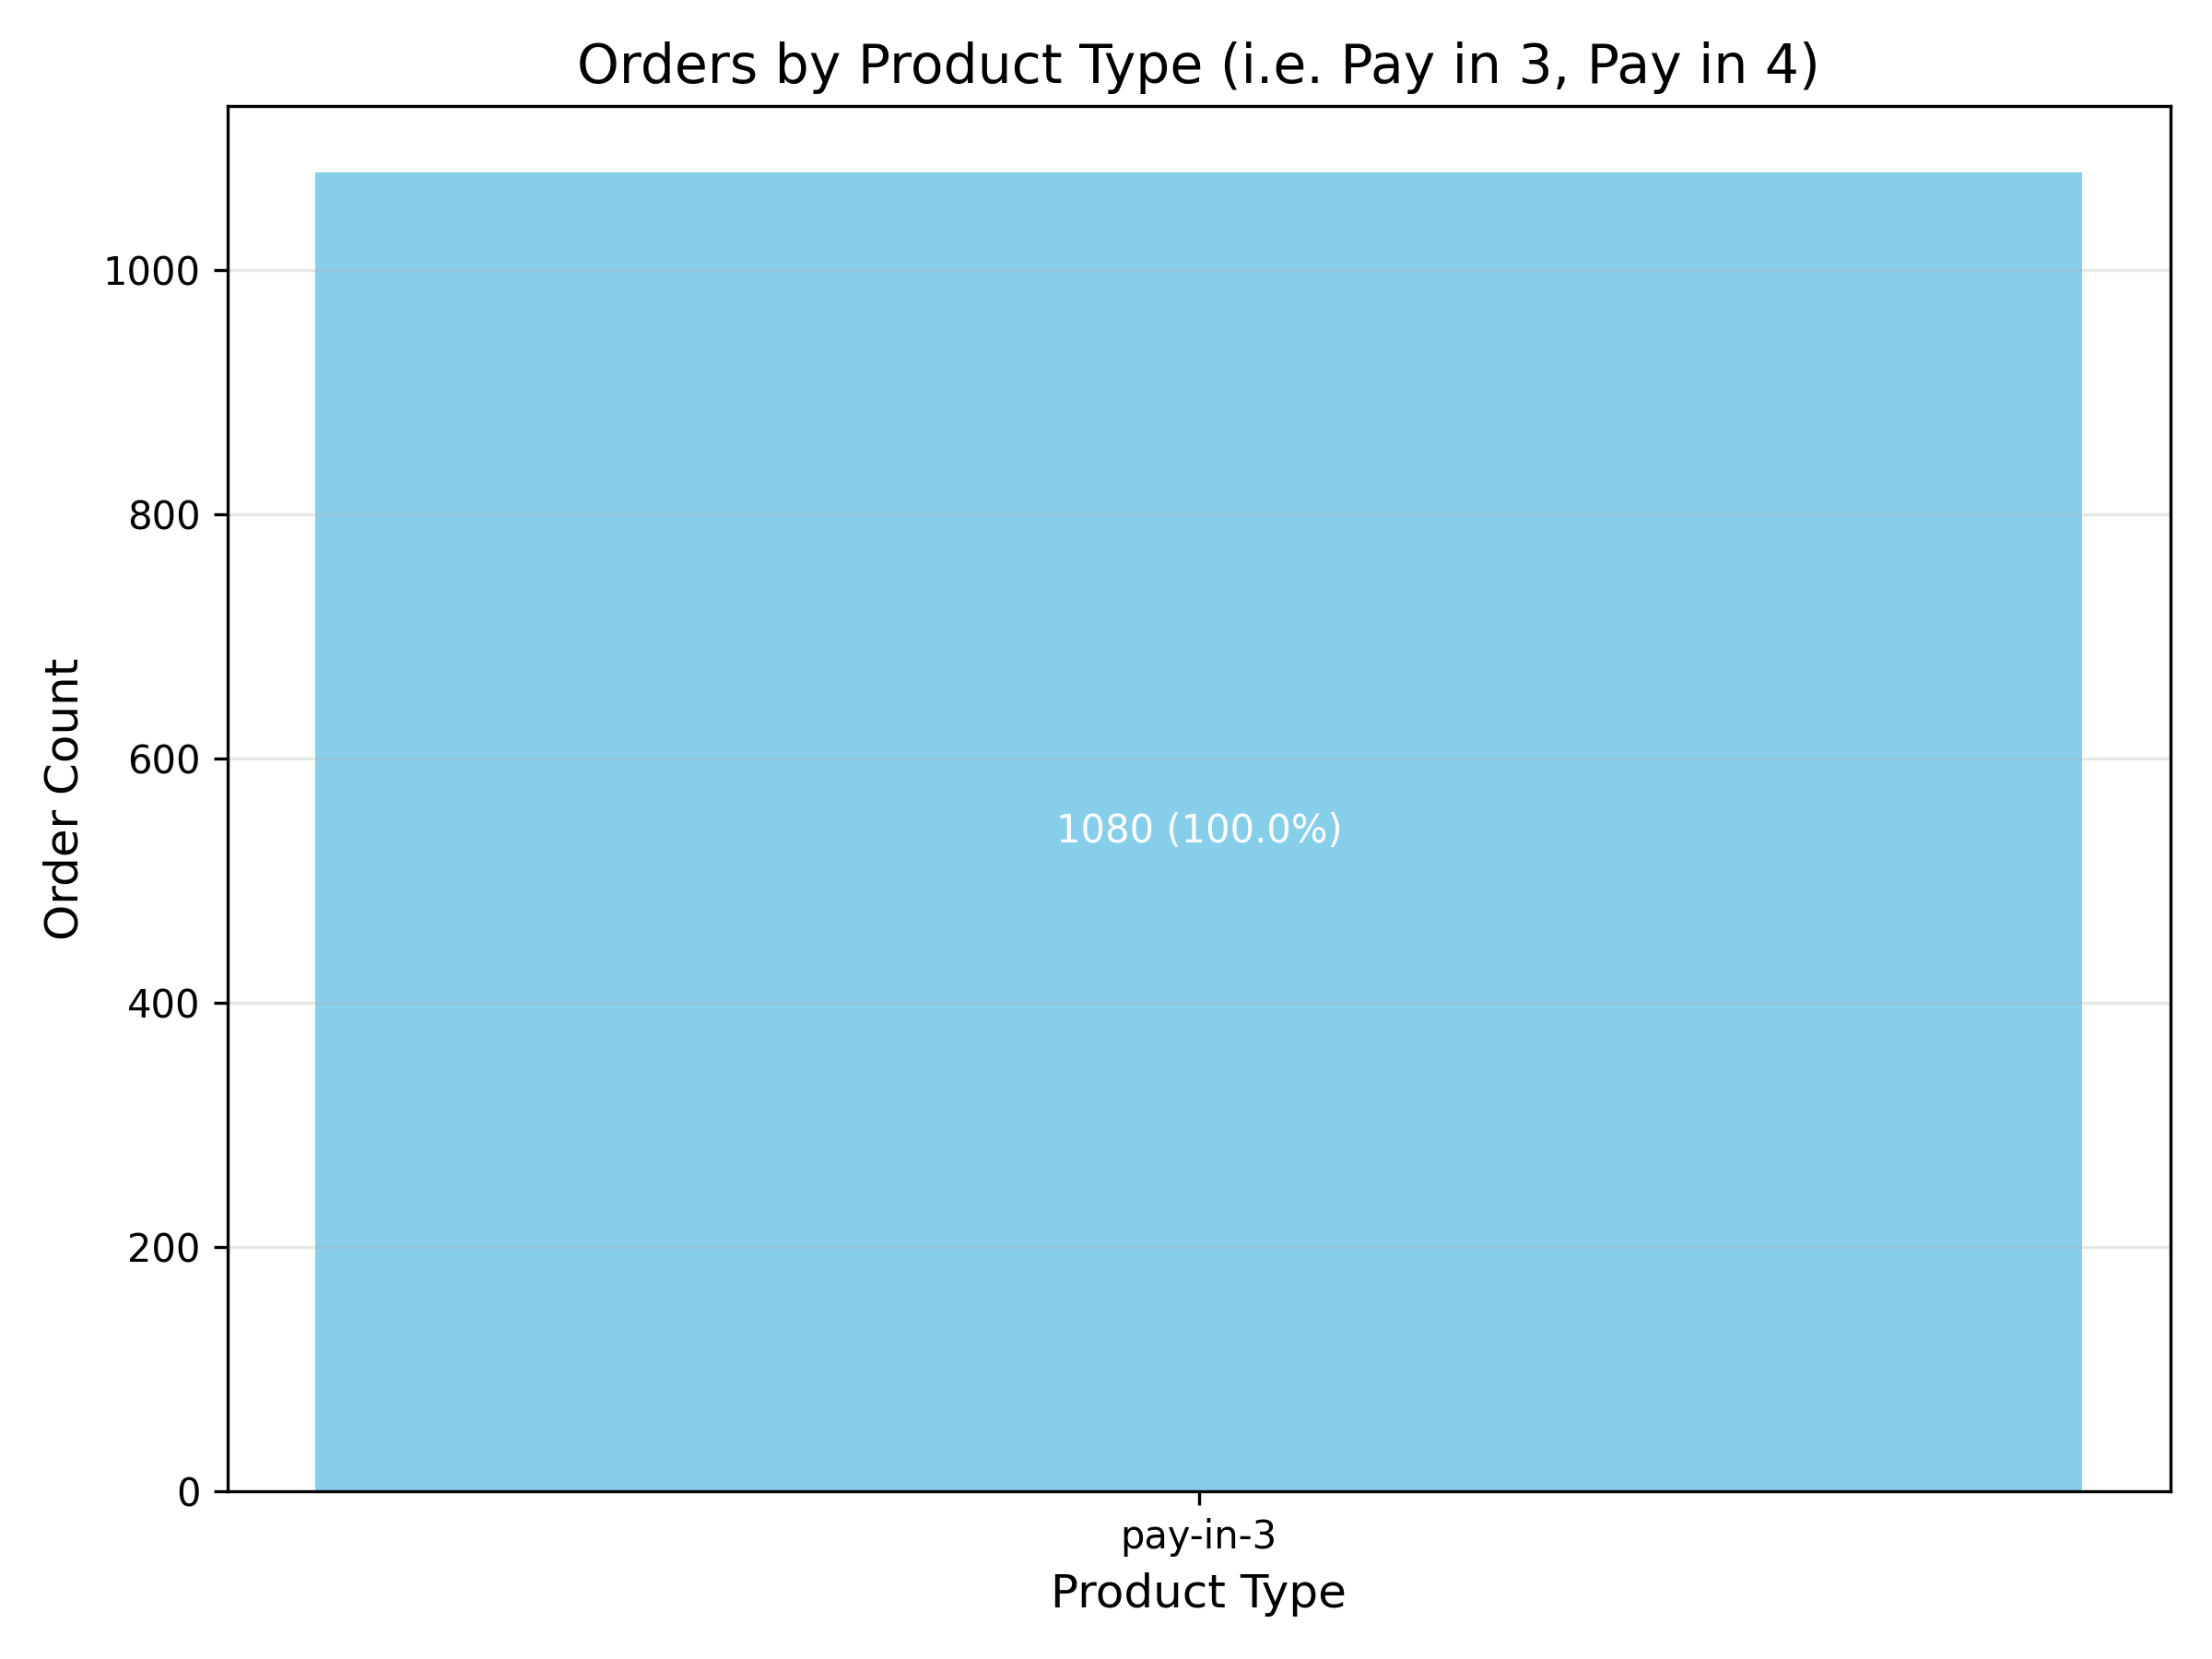 Orders by Product Type (i.e. Pay in 3, Pay in 4)
Order Count
1000
800
600
400
200
0
1080 (100.0%)
pay-in-3
Product Type